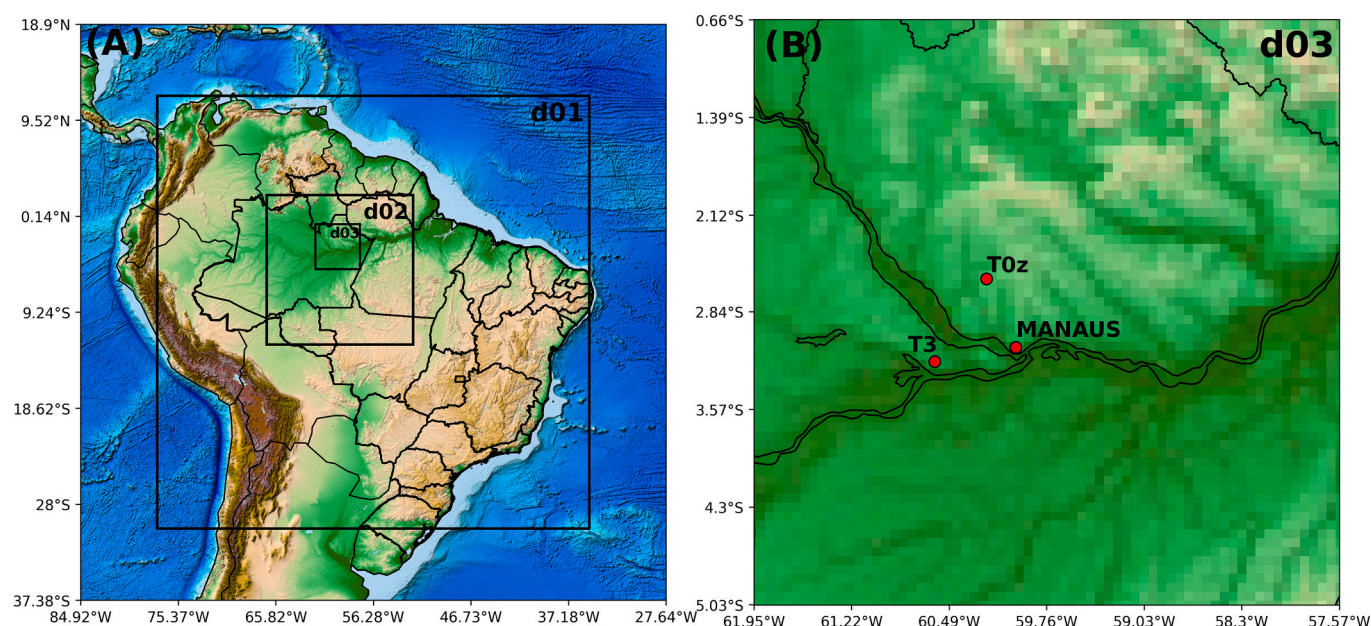 (A)
18.9°N
9.52°N
0.14°N
9.24°S
18.62°S
28°S
37.38°S
84.92°W
75.37°W
65.82°W
56.28°W
46.73°W
37.18°W
27.64°W
d01
d02
d03
(B)
d03
0.66°S
1.39°S
2.12°S
2.84°S
3.57°S
4.3°S
5.03°S
61.95°W
61.22°W
60.49°W
59.76°W
59.03°W
58.3°W
57.57°W
T0z
MANAUS
T3